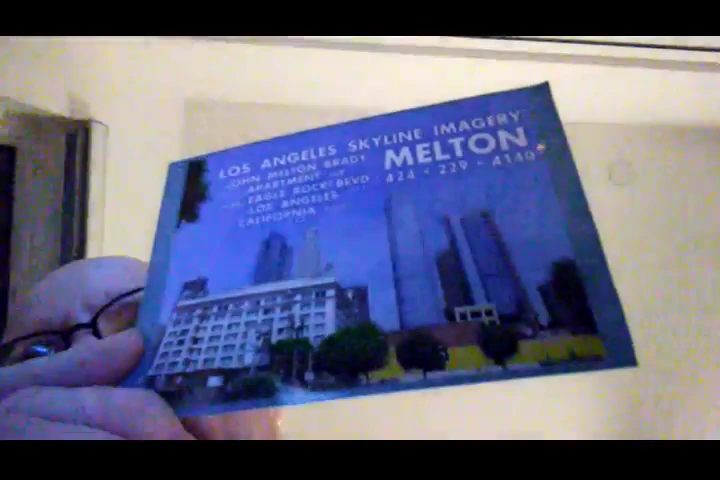 LOS ANGELES SKYLINE IMAGERY
JOHN MELTON BRADY
MELTON
APARTMENT
424 • 229 • 4140
EAGLE ROCK BLVD
LOS ANGELES
CALIFORNIA